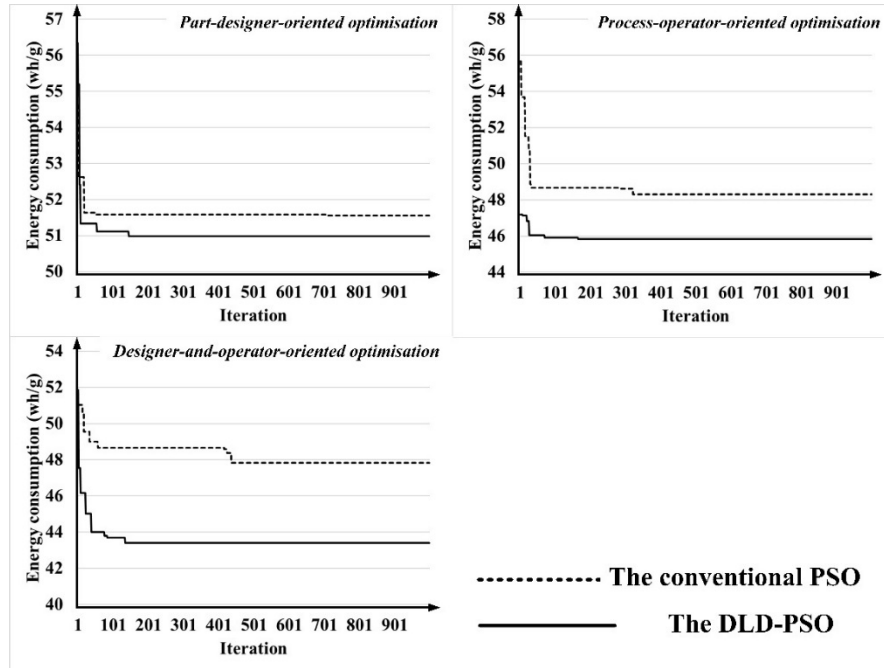 Part-designer-oriented optimisation
Energy consumption (wh/g)
57
56
55
54
53
52
51
50
1 101 201 301 401 501 601 701 801 901
Iteration
Process-operator-oriented optimisation
Energy consumption (wh/g)
58
56
54
52
50
48
46
44
1 101 201 301 401 501 601 701 801 901
Iteration
Designer-and-operator-oriented optimisation
Energy consumption (wh/g)
54
52
50
48
46
44
42
40
1 101 201 301 401 501 601 701 801 901
Iteration
The conventional PSO
The DLD-PSO